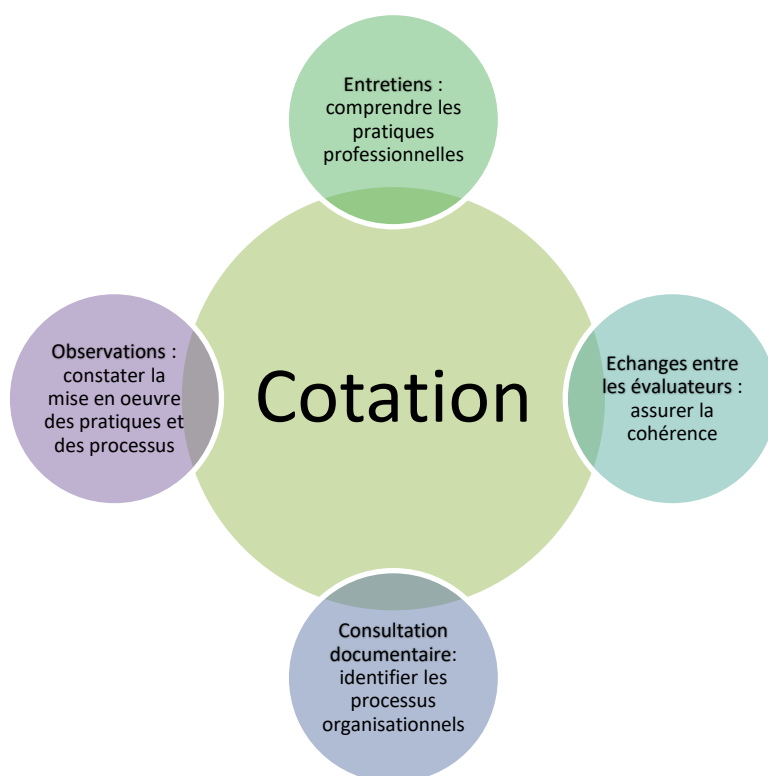 Entretiens :
comprendre les
pratiques
professionnelles
Observations :
constater la
mise en oeuvre
des pratiques et
des processus
Cotation
Echanges entre
les évaluateurs :
assurer la
cohérence
Consultation
documentaire:
identifier les
processus
organisationnels